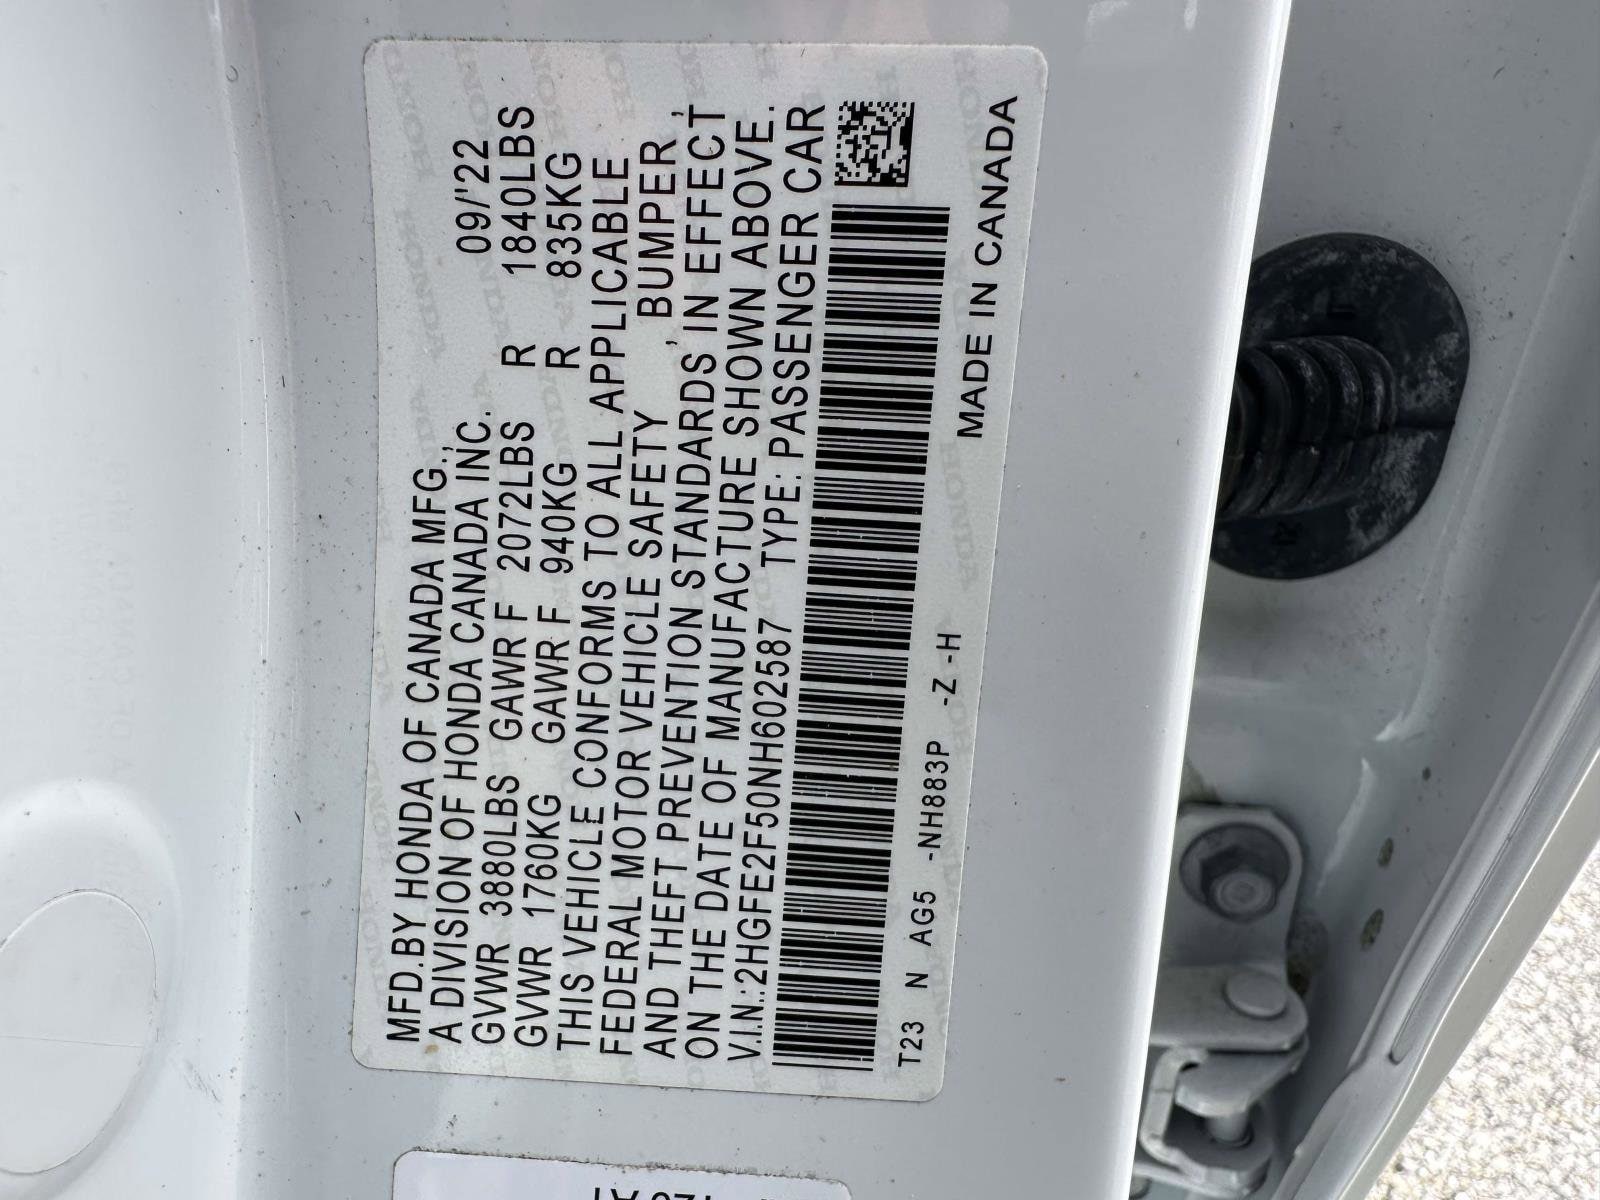 MFD.BY HONDA OF CANADA MFG.,
A DIVISION OF HONDA CANADA INC. 09/'22
GVWR 3880LBS GAWR F 2072LBS R 1840LBS
GVWR 1760KG GAWR F 940KG R 835KG
THIS VEHICLE CONFORMS TO ALL APPLICABLE
FEDERAL MOTOR VEHICLE SAFETY, BUMPER,
AND THEFT PREVENTION STANDARDS, IN EFFECT
ON THE DATE OF MANUFACTURE SHOWN ABOVE.
V.I.N.:2HGFE2F50NH602587 TYPE: PASSENGER CAR
T23 N AG5 -NH883P -Z -H
MADE IN CANADA